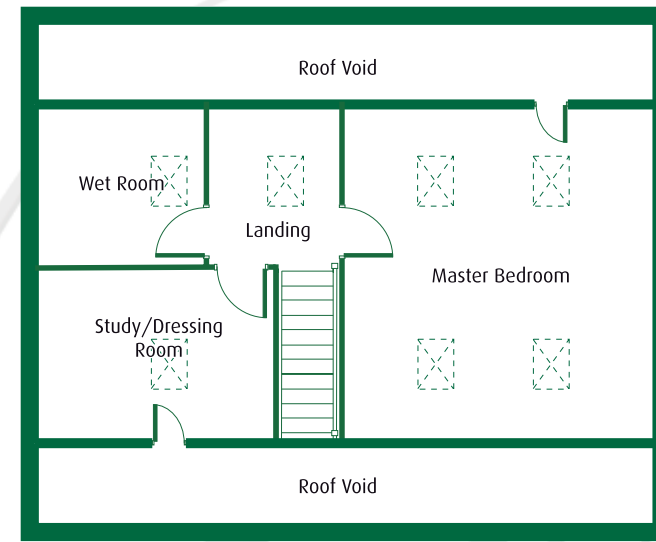 Roof Void
Wet Room
Landing
Master Bedroom
Study/Dressing
Room
Roof Void